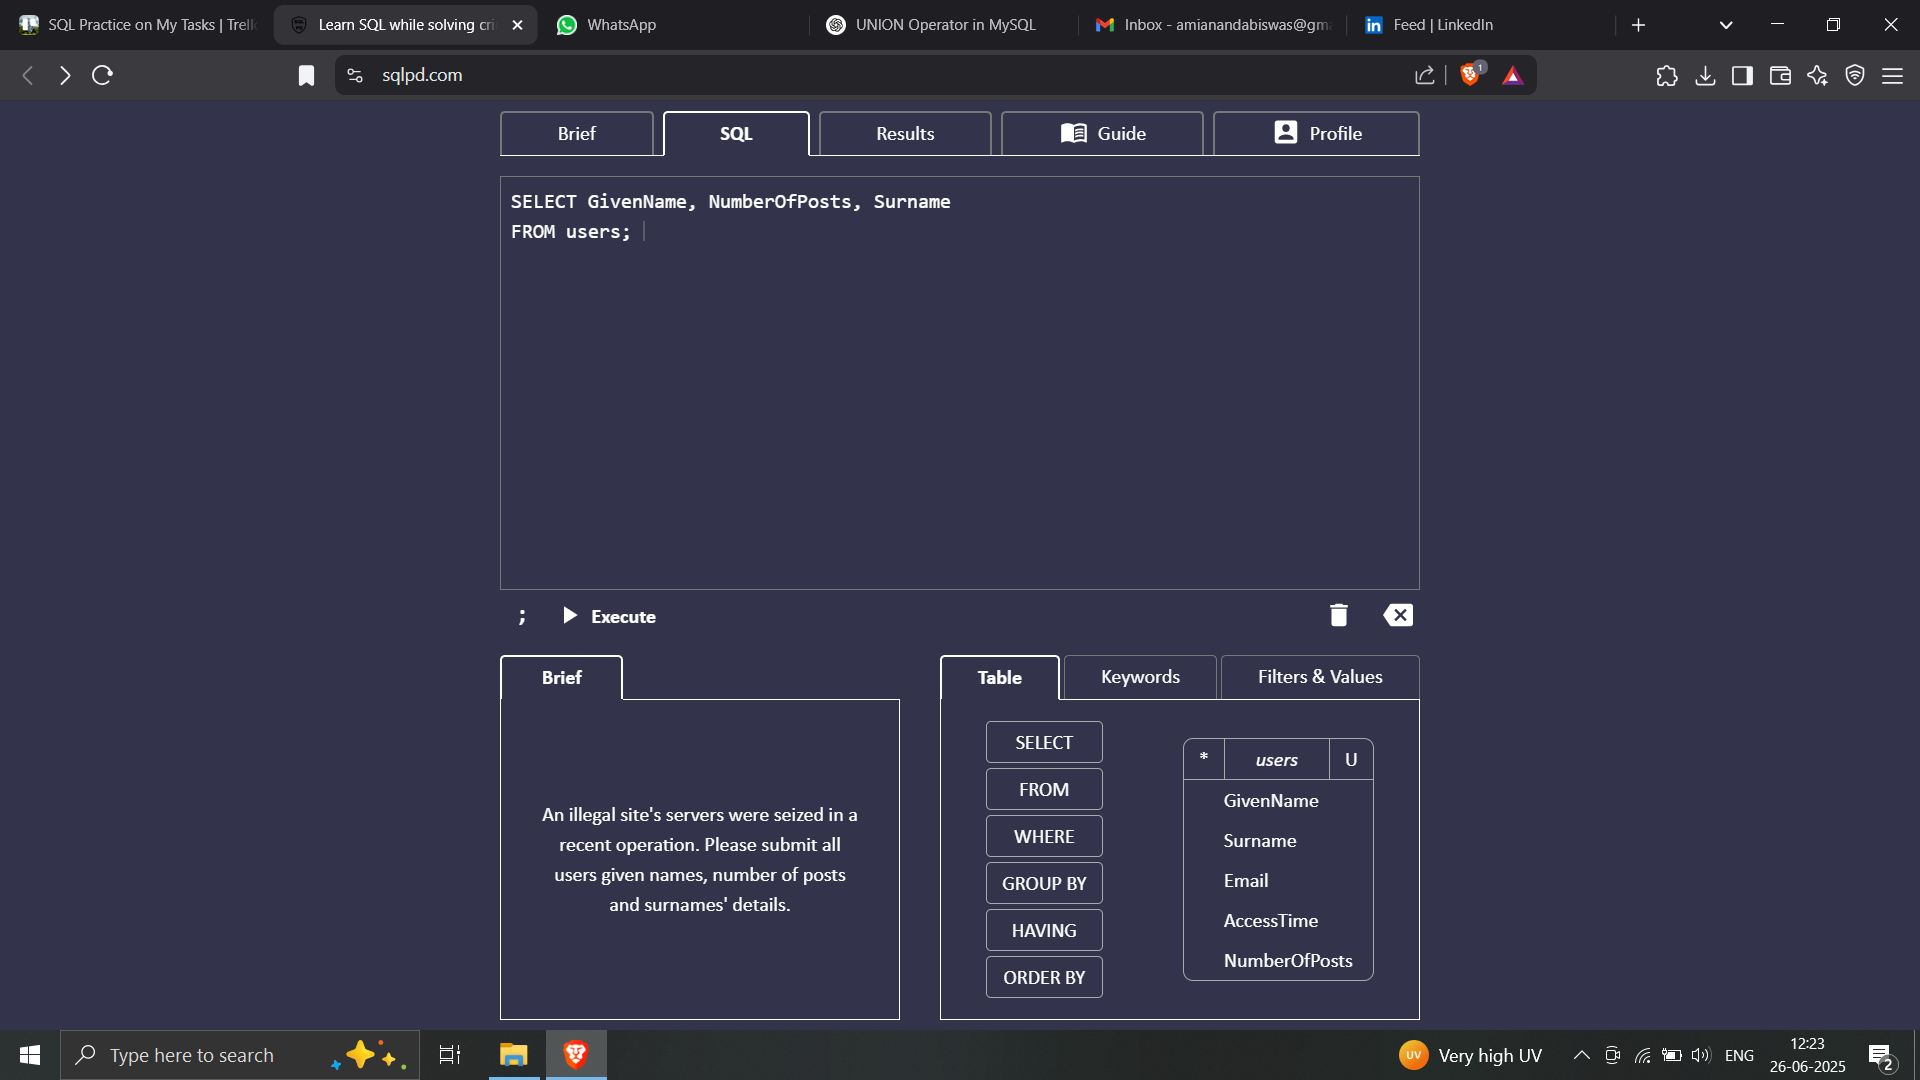 SQL Practice on My Tasks | Trell
Learn SQL while solving cri
WhatsApp
UNION Operator in MySQL
Inbox - amianandabiswas@gma
Feed | LinkedIn
sqlpd.com
1
Brief
SQL
Results
Guide
Profile
SELECT GivenName, NumberOfPosts, Surname
FROM users;
;
Execute
Brief
An illegal site's servers were seized in a
recent operation. Please submit all
users given names, number of posts
and surnames' details.
Table
Keywords
Filters & Values
SELECT
FROM
WHERE
GROUP BY
HAVING
ORDER BY
* users U
GivenName
Surname
Email
AccessTime
NumberOfPosts
Type here to search
UV
Very high UV
ENG
12:23
26-06-2025
2